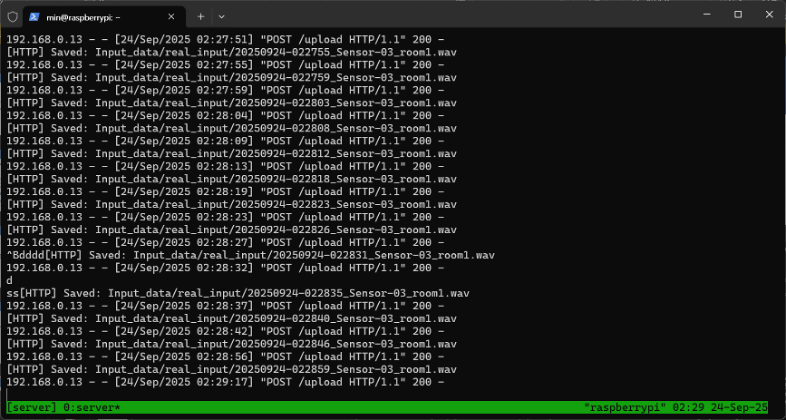 min@raspberrypi: ~
192.168.0.13 - - [24/Sep/2025 02:27:51] "POST /upload HTTP/1.1" 200 -
[HTTP] Saved: Input_data/real_input/20250924-022755_Sensor-03_room1.wav
192.168.0.13 - - [24/Sep/2025 02:27:55] "POST /upload HTTP/1.1" 200 -
[HTTP] Saved: Input_data/real_input/20250924-022759_Sensor-03_room1.wav
192.168.0.13 - - [24/Sep/2025 02:27:59] "POST /upload HTTP/1.1" 200 -
[HTTP] Saved: Input_data/real_input/20250924-022803_Sensor-03_room1.wav
192.168.0.13 - - [24/Sep/2025 02:28:04] "POST /upload HTTP/1.1" 200 -
[HTTP] Saved: Input_data/real_input/20250924-022808_Sensor-03_room1.wav
192.168.0.13 - - [24/Sep/2025 02:28:09] "POST /upload HTTP/1.1" 200 -
[HTTP] Saved: Input_data/real_input/20250924-022812_Sensor-03_room1.wav
192.168.0.13 - - [24/Sep/2025 02:28:13] "POST /upload HTTP/1.1" 200 -
[HTTP] Saved: Input_data/real_input/20250924-022818_Sensor-03_room1.wav
192.168.0.13 - - [24/Sep/2025 02:28:19] "POST /upload HTTP/1.1" 200 -
[HTTP] Saved: Input_data/real_input/20250924-022823_Sensor-03_room1.wav
192.168.0.13 - - [24/Sep/2025 02:28:23] "POST /upload HTTP/1.1" 200 -
[HTTP] Saved: Input_data/real_input/20250924-022826_Sensor-03_room1.wav
192.168.0.13 - - [24/Sep/2025 02:28:27] "POST /upload HTTP/1.1" 200 -
^Bdddd[HTTP] Saved: Input_data/real_input/20250924-022831_Sensor-03_room1.wav
192.168.0.13 - - [24/Sep/2025 02:28:32] "POST /upload HTTP/1.1" 200 -
d
ss[HTTP] Saved: Input_data/real_input/20250924-022835_Sensor-03_room1.wav
192.168.0.13 - - [24/Sep/2025 02:28:37] "POST /upload HTTP/1.1" 200 -
[HTTP] Saved: Input_data/real_input/20250924-022840_Sensor-03_room1.wav
192.168.0.13 - - [24/Sep/2025 02:28:42] "POST /upload HTTP/1.1" 200 -
[HTTP] Saved: Input_data/real_input/20250924-022846_Sensor-03_room1.wav
192.168.0.13 - - [24/Sep/2025 02:28:56] "POST /upload HTTP/1.1" 200 -
[HTTP] Saved: Input_data/real_input/20250924-022859_Sensor-03_room1.wav
192.168.0.13 - - [24/Sep/2025 02:29:17] "POST /upload HTTP/1.1" 200 -
[server] 0:server* "raspberrypi" 02:29 24-Sep-25